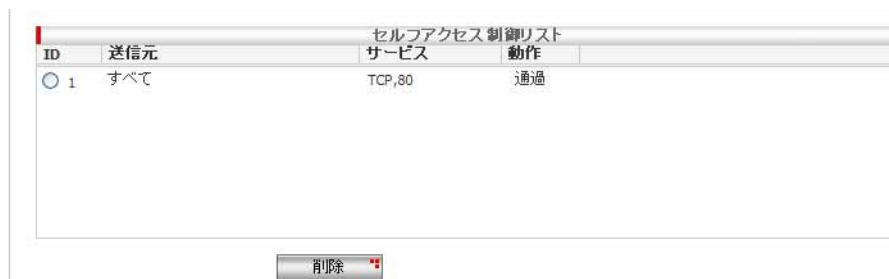 セルフアクセス制御リスト
ID 送信元 サービス 動作
1 すべて TCP,80 通過
削除